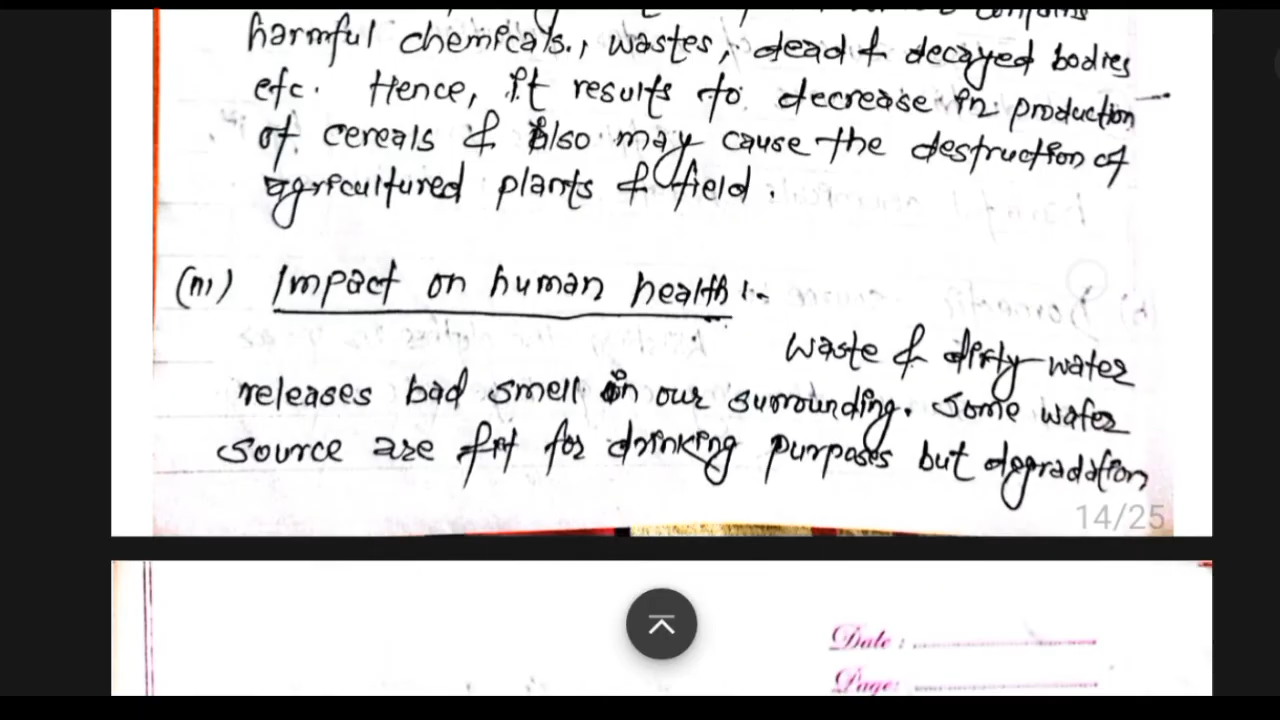 contains
harmful chemicals., wastes, dead & decayed bodies
etc. Hence, it results to decrease in production
of cereals & also may cause the destruction of
agricultured plants & field.
(iii) Impact on human health :-
Waste & dirty water
releases bad smell in our surrounding. Some water
source are fit for drinking purposes but degradation
14/25
Date :
Page: